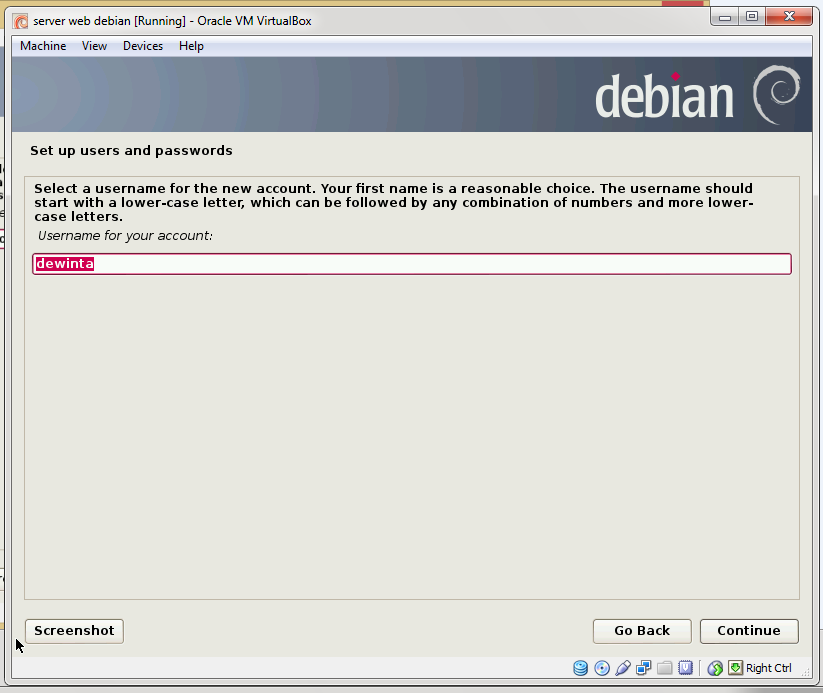 server web debian [Running] - Oracle VM VirtualBox
Machine View Devices Help
debian
Set up users and passwords
Select a username for the new account. Your first name is a reasonable choice. The username should
start with a lower-case letter, which can be followed by any combination of numbers and more lower-
case letters.
Username for your account:
dewinta
Screenshot Go Back Continue
Right Ctrl